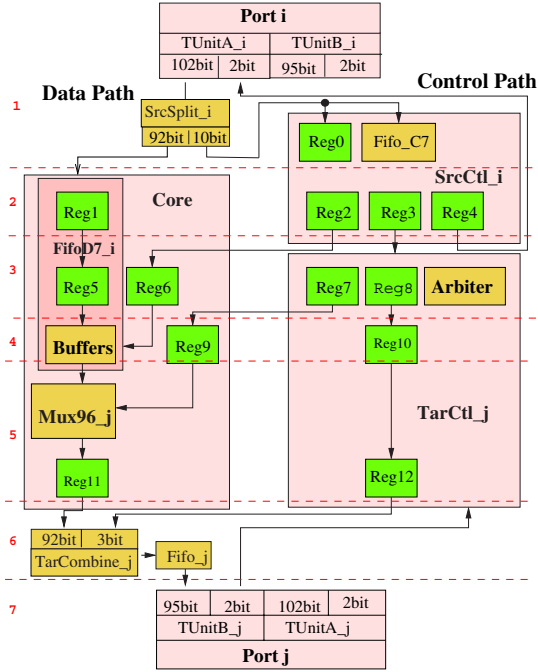 Port i
TUnitA_i TUnitB_i
102bit 2bit 95bit 2bit
Data Path
Control Path
1
SrcSplit_i
92bit 10bit
Reg0
Fifo_C7
SrcCtl_i
Core
2
Reg1
Reg2
Reg3
Reg4
FifoD7_i
3
Reg5
Reg6
Reg7
Reg8
Arbiter
4
Buffers
Reg9
Reg10
Mux96_j
TarCtl_j
5
Reg11
Reg12
6
92bit 3bit
TarCombine_j
Fifo_j
7
95bit 2bit 102bit 2bit
TUnitB_j TUnitA_j
Port j